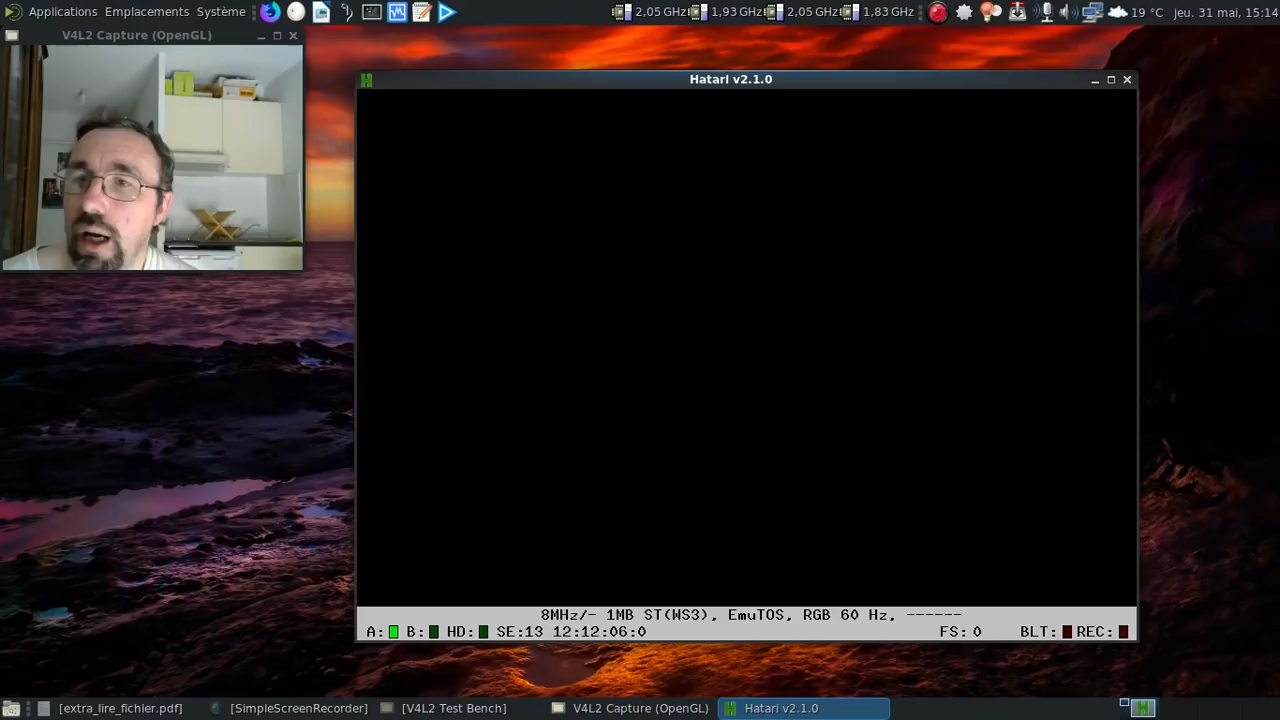 Applications Emplacements Système 2,05 GHz 1,93 GHz 2,05 GHz 1,83 GHz 19 °C jeu. 31 mai, 15:14
V4L2 Capture (OpenGL)
Hatari v2.1.0
8MHz/- 1MB ST(WS3), EmuTOS, RGB 60 Hz, ------
A: B: HD: SE:13 12:12:06:0 FS: 0 BLT: REC:
[extra_lire_fichier.pdf] [SimpleScreenRecorder] [V4L2 Test Bench] V4L2 Capture (OpenGL) Hatari v2.1.0